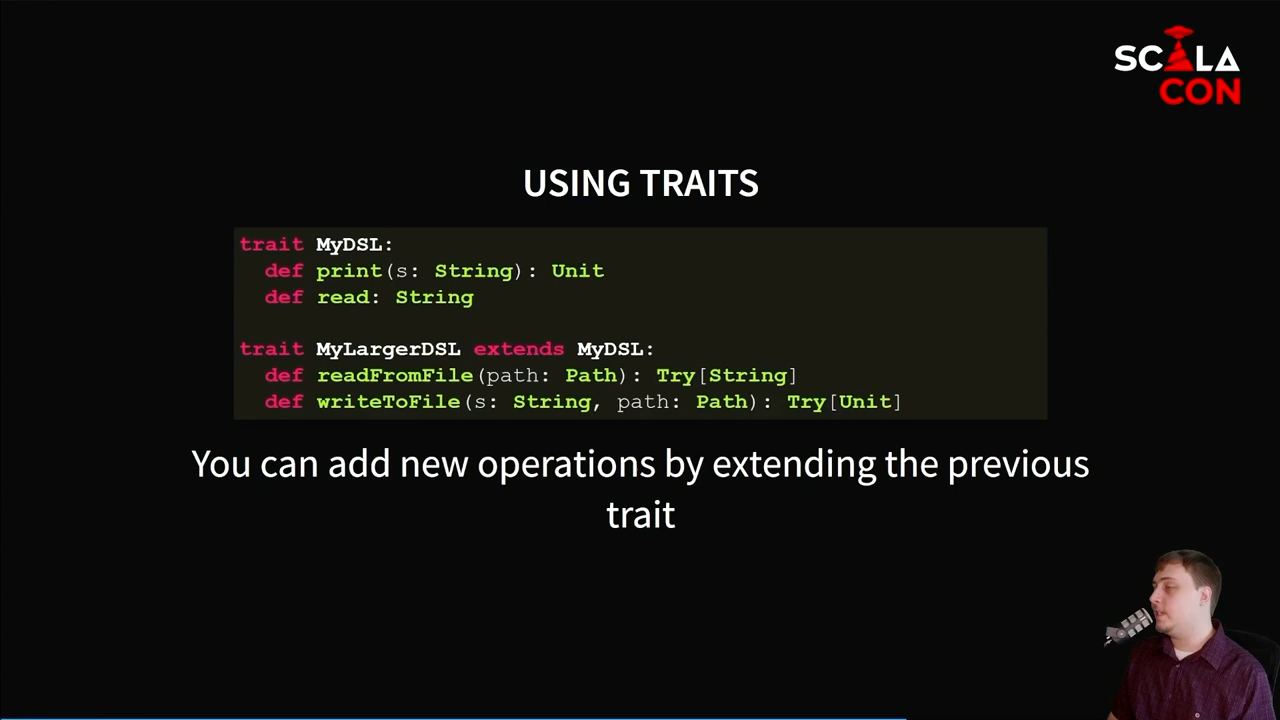 SCALA
CON
USING TRAITS
trait MyDSL:
  def print(s: String): Unit
  def read: String
trait MyLargerDSL extends MyDSL:
  def readFromFile(path: Path): Try[String]
  def writeToFile(s: String, path: Path): Try[Unit]
You can add new operations by extending the previous
trait